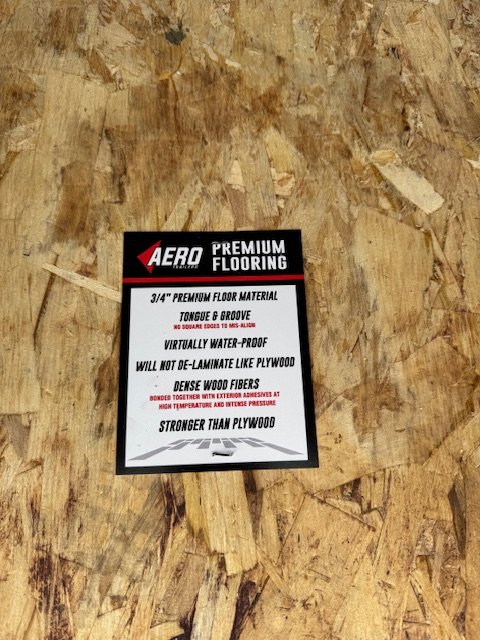 AERO
TRAILERS
PREMIUM
FLOORING
3/4" PREMIUM FLOOR MATERIAL
TONGUE & GROOVE
NO SQUARE EDGES TO MIS-ALIGN
VIRTUALLY WATER-PROOF
WILL NOT DE-LAMINATE LIKE PLYWOOD
DENSE WOOD FIBERS
BONDED TOGETHER WITH EXTERIOR ADHESIVES AT
HIGH TEMPERATURE AND INTENSE PRESSURE
STRONGER THAN PLYWOOD